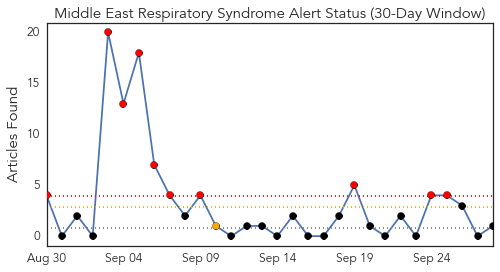 Middle East Respiratory Syndrome Alert Status (30-Day Window)
Articles Found
20
15
10
5
0
Aug 30 Sep 04 Sep 09 Sep 14 Sep 19 Sep 24